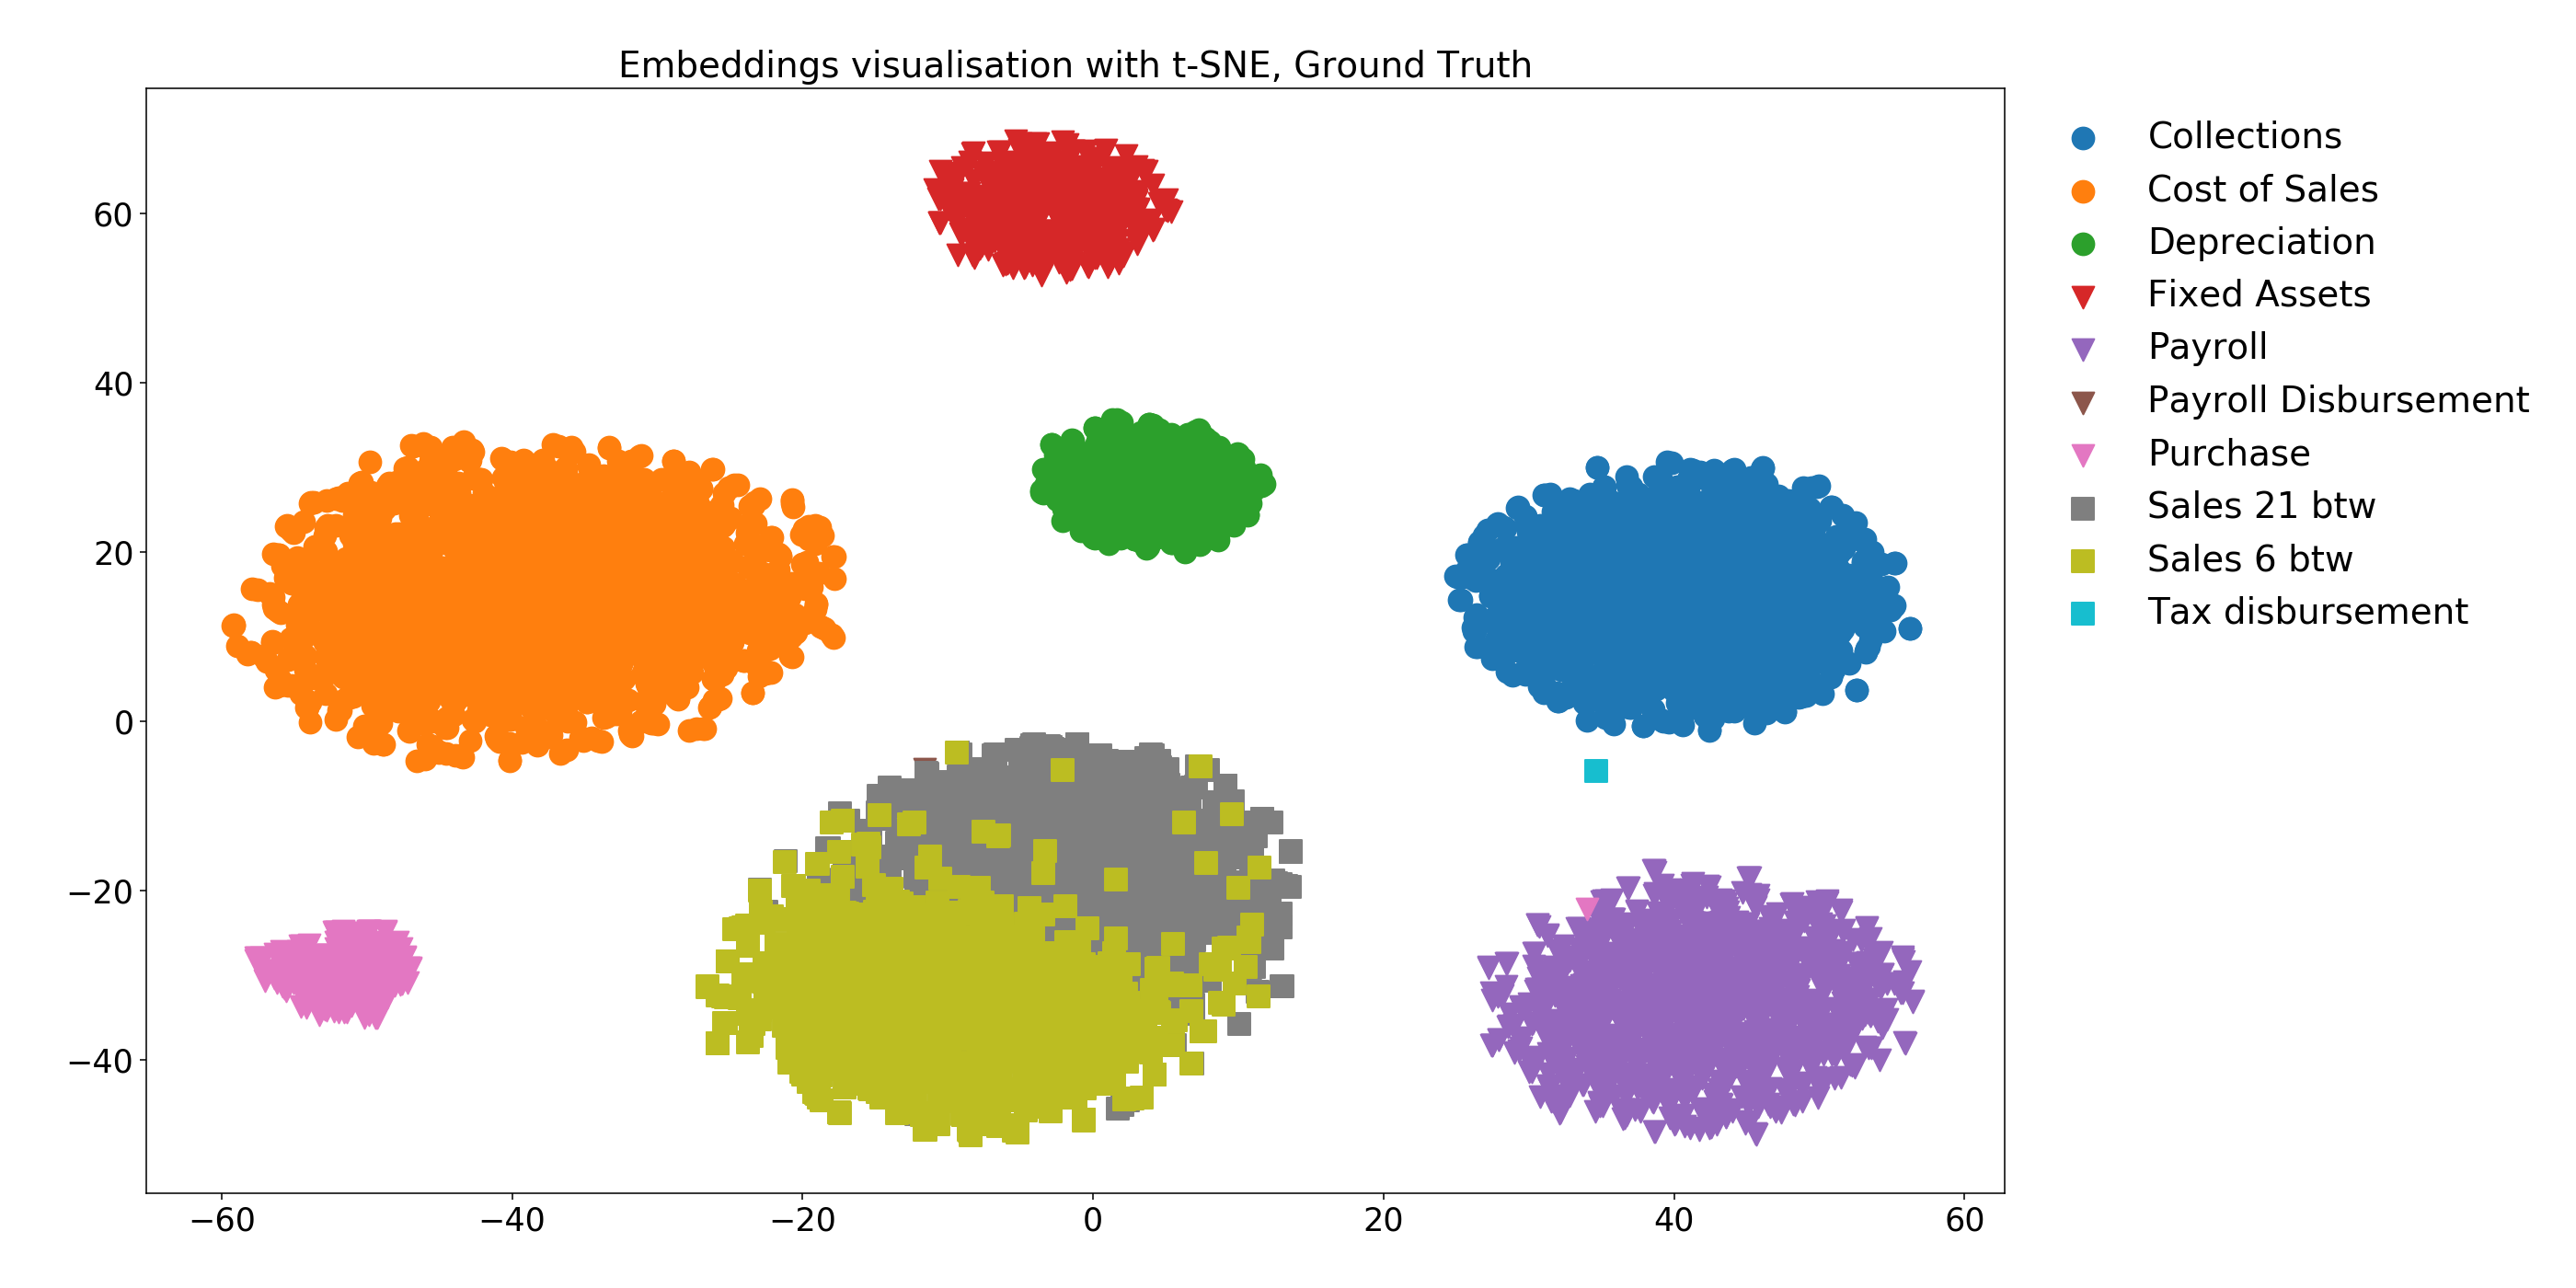 Embeddings visualisation with t-SNE, Ground Truth
60
40
20
0
−20
−40
−60
−40
−20
0
20
40
60
Collections
Cost of Sales
Depreciation
Fixed Assets
Payroll
Payroll Disbursement
Purchase
Sales 21 btw
Sales 6 btw
Tax disbursement